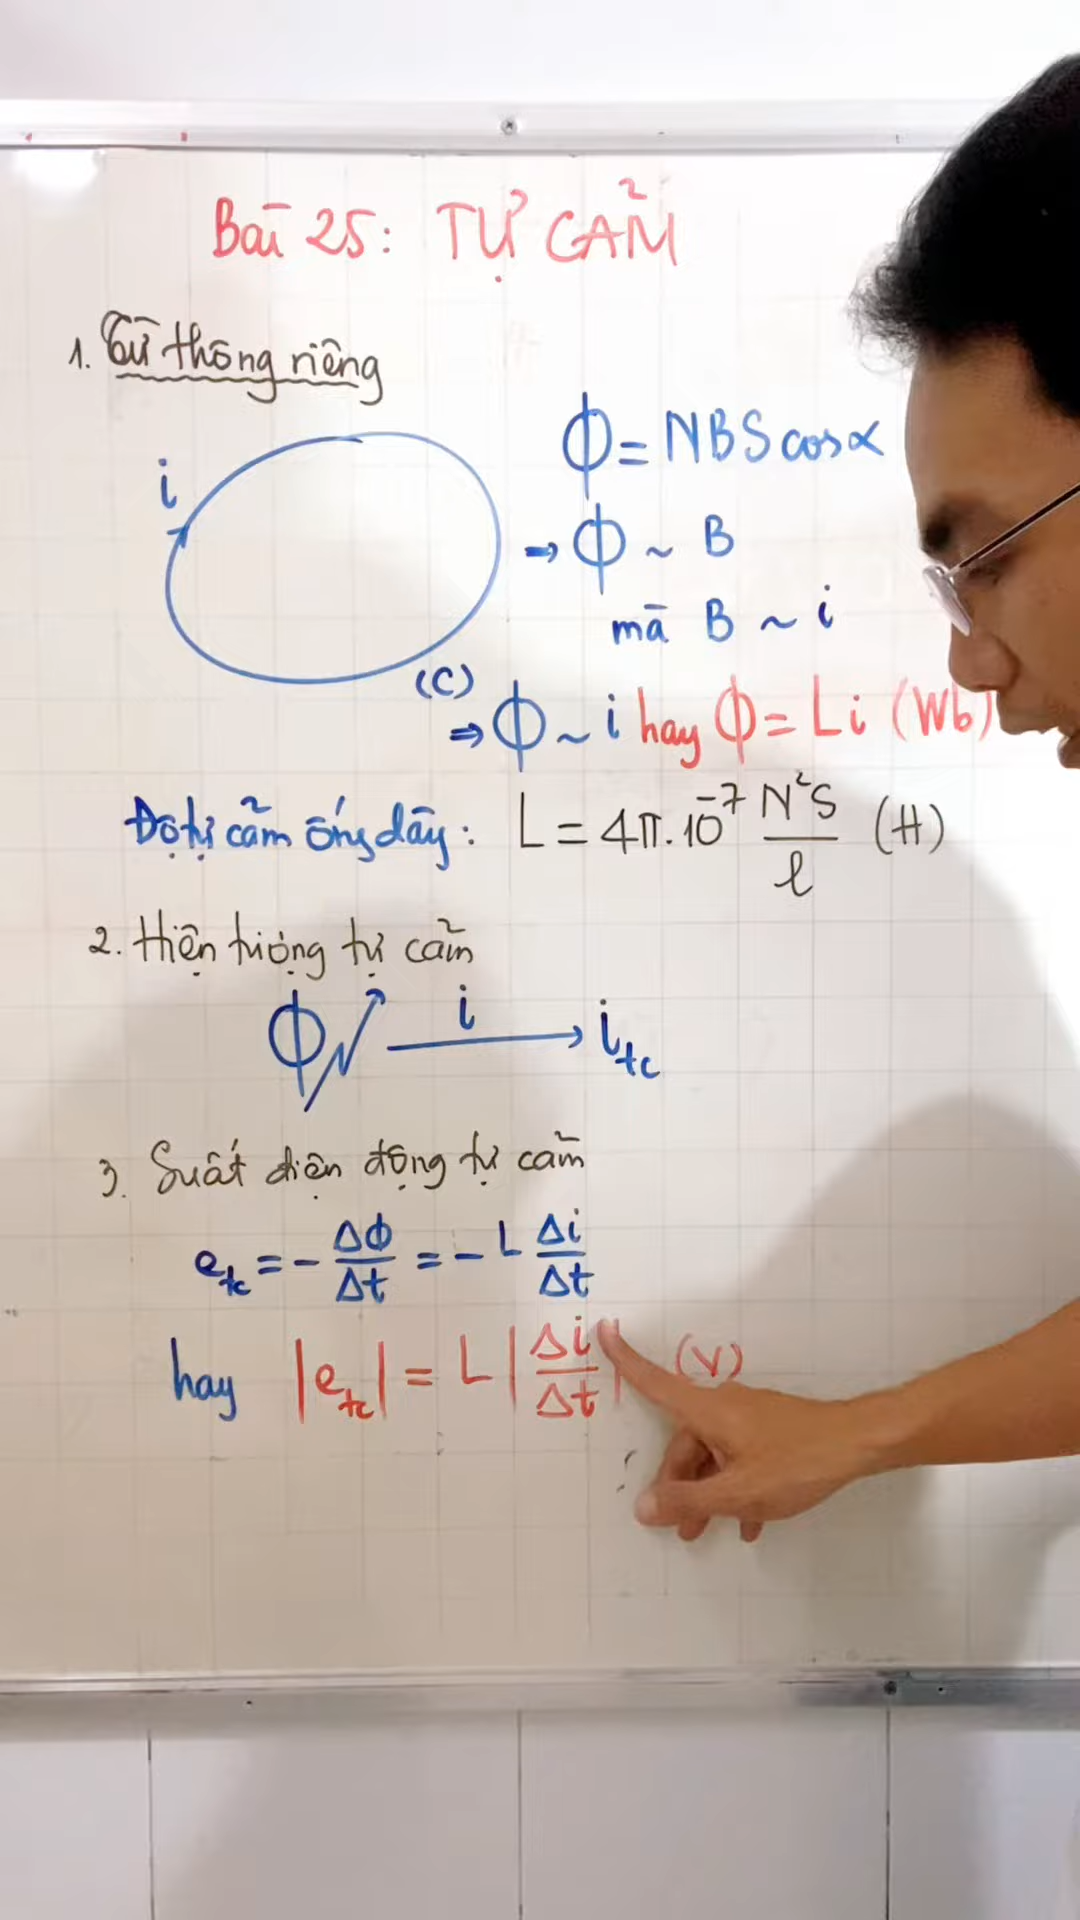 Bài 25: TỰ CẢM
1. Từ thông riêng
i
Φ = NBS cosα
→ Φ ~ B
mà B ~ i
(C)
⇒ Φ ~ i hay Φ = Li (Wb)
Độ tự cảm ống dây: L = 4π.10⁻⁷ N²S/l (H)
2. Hiện tượng tự cảm
Φ i i_tc
3. Suất điện động tự cảm
e_tc = - ΔΦ/Δt = - L Δi/Δt
hay |e_tc| = L |Δi/Δt| (V)